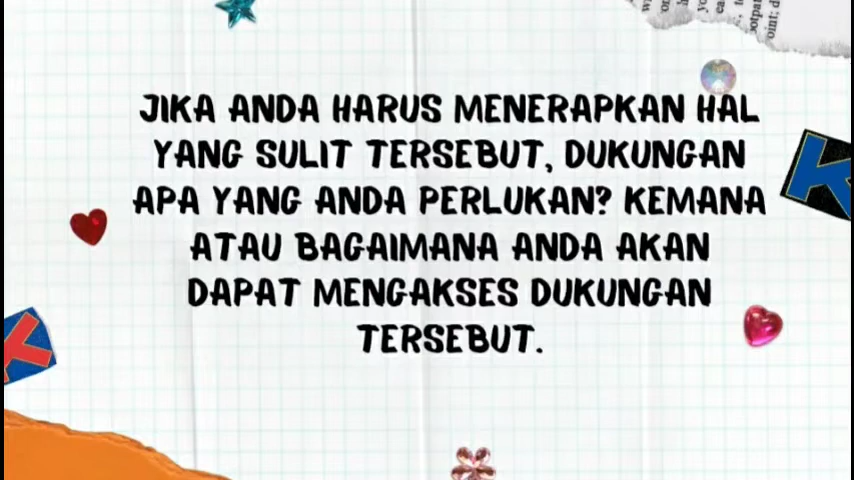 JIKA ANDA HARUS MENERAPKAN HAL
YANG SULIT TERSEBUT, DUKUNGAN
APA YANG ANDA PERLUKAN? KEMANA
ATAU BAGAIMANA ANDA AKAN
DAPAT MENGAKSES DUKUNGAN
TERSEBUT.
K